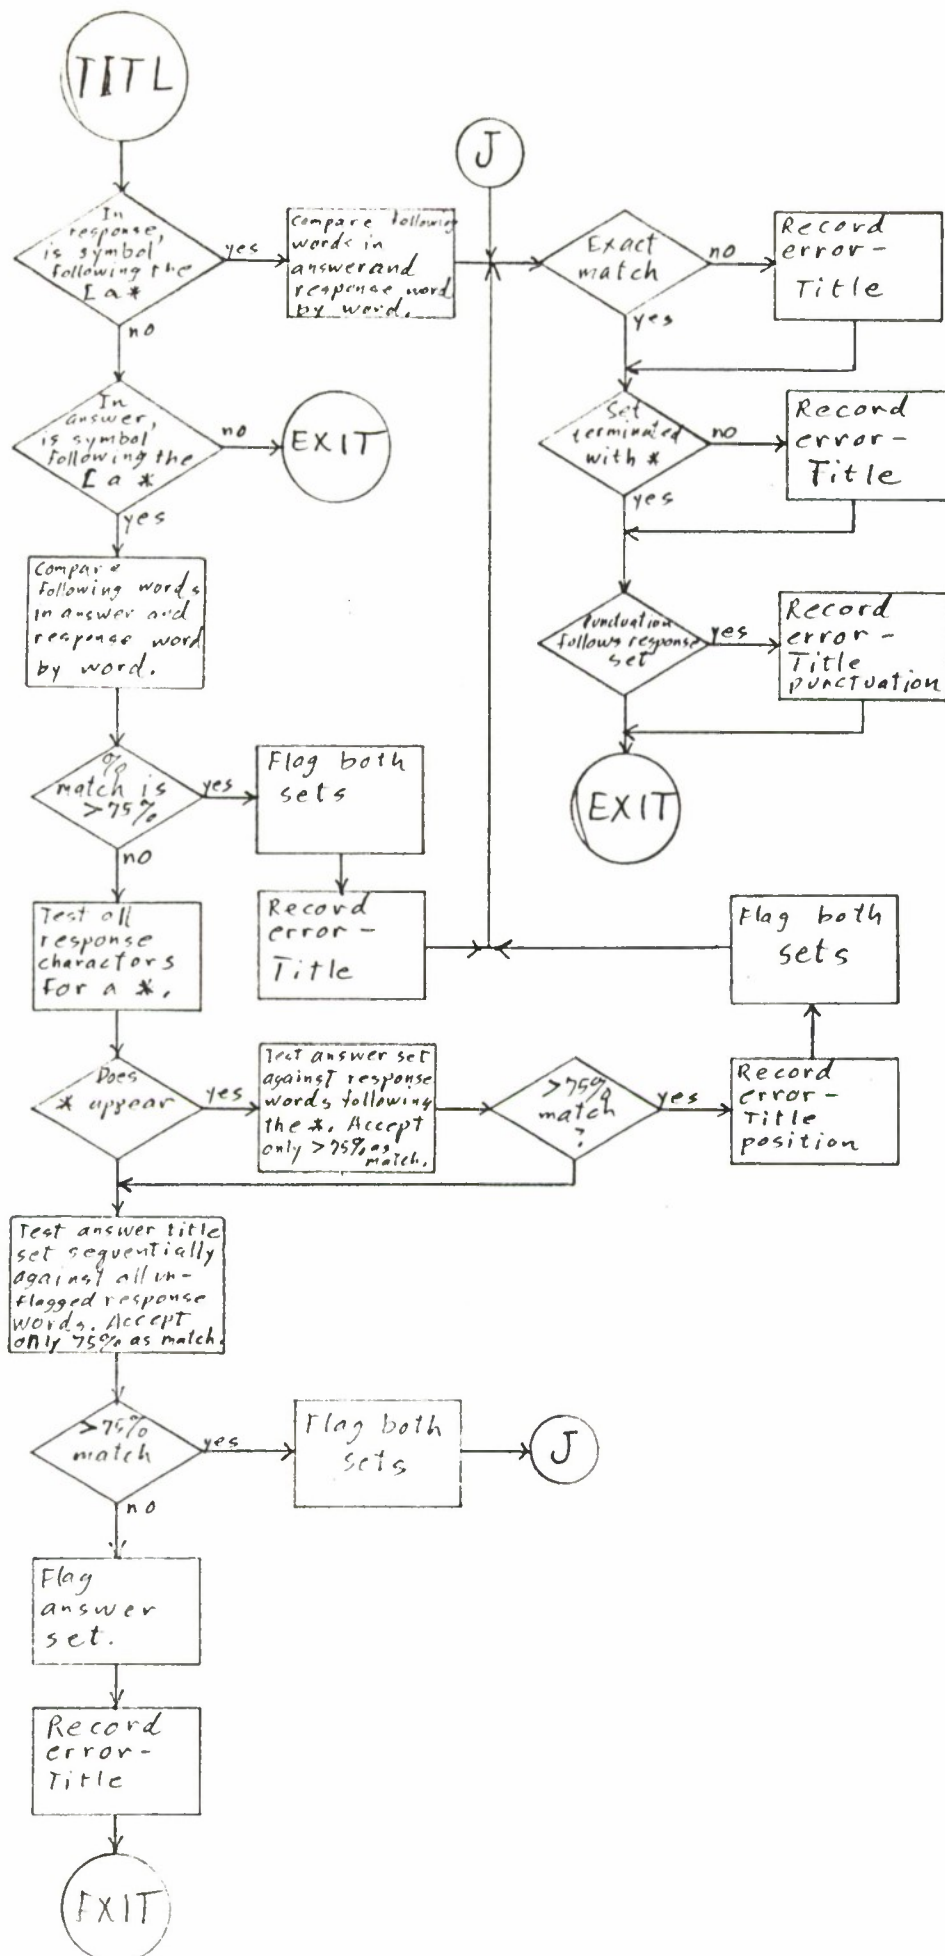 TITL
In
response,
is symbol
following the
[ a *
yes
no
Compare following
words in
answer and
response word
by word.
J
Exact
match
no
yes
Record
error-
Title
In
answer,
is symbol
following the
[ a *
no
yes
EXIT
Set
terminated
with *
no
yes
Record
error-
Title
Compare
following words
in answer and
response word
by word.
Punctuation
follows response
set
yes
Record
error-
Title
punctuation
EXIT
%
match is
>75%
yes
no
Flag both
sets
Record
error-
Title
Test all
response
charactors
for a *.
Flag both
sets
Does
* appear
yes
Test answer set
against response
words following
the *. Accept
only >75% as
match.
>75%
match
?
yes
Record
error-
Title
position
Test answer title
set sequentially
against all un-
flagged response
words. Accept
only 75% as match.
>75%
match
yes
no
Flag both
sets
J
Flag
answer
set.
Record
error-
Title
EXIT